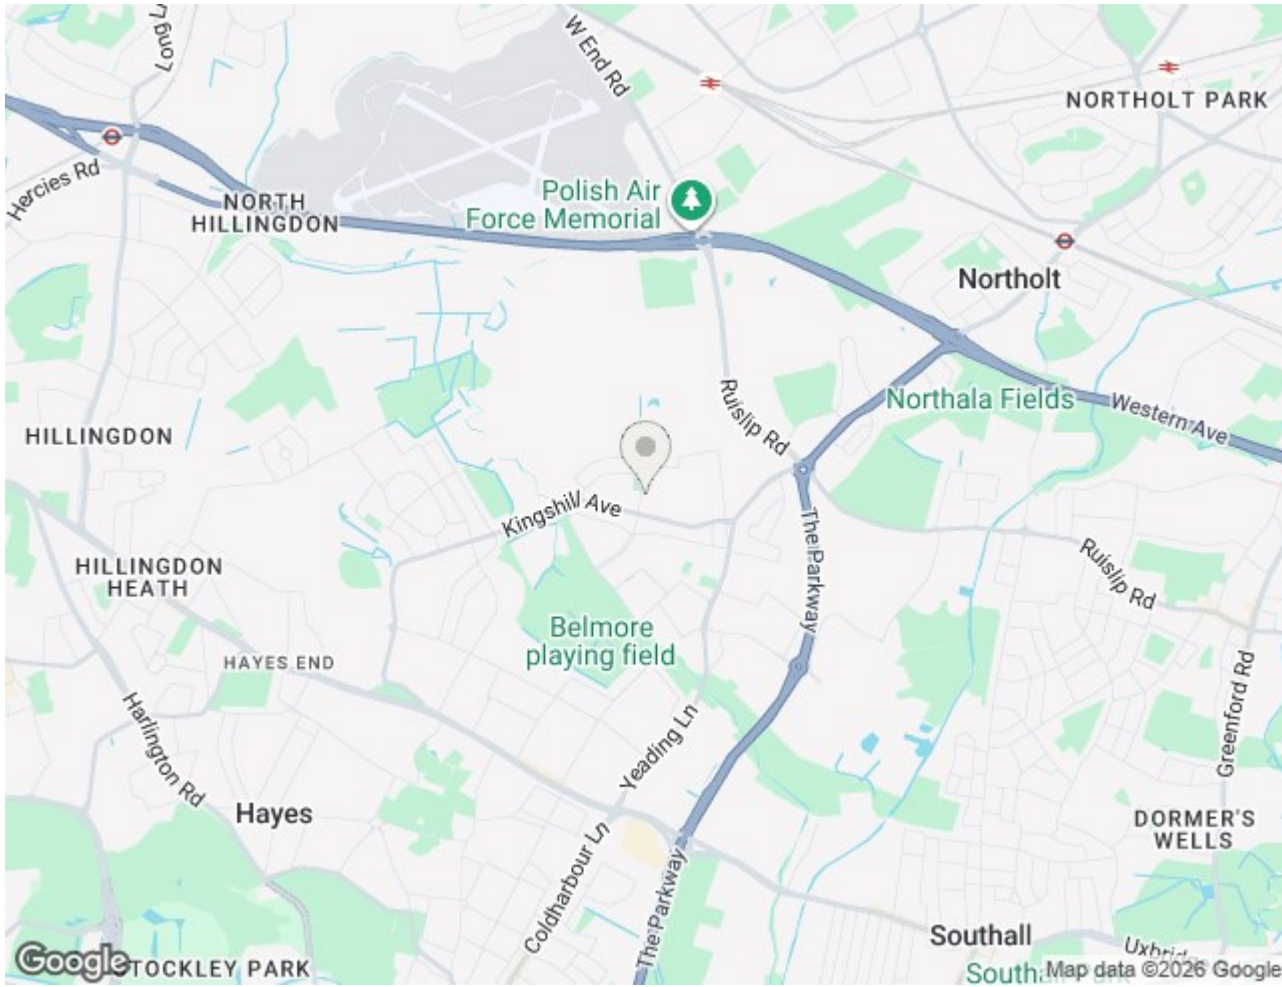 Long L
W End Rd
NORTHOLT PARK
Hercies Rd
NORTH
HILLINGDON
Polish Air
Force Memorial
Northolt
Ruislip Rd
Northala Fields
Western Ave
HILLINGDON
Kingshill Ave
The Parkway
HILLINGDON
HEATH
Ruislip Rd
Belmore
playing field
HAYES END
Harlington Rd
Yeading Ln
Greenford Rd
Hayes
DORMER'S
WELLS
Coldharbour Ln
The Parkway
Southall
Uxbridge
Google
STOCKLEY PARK
Map data ©2026 Google